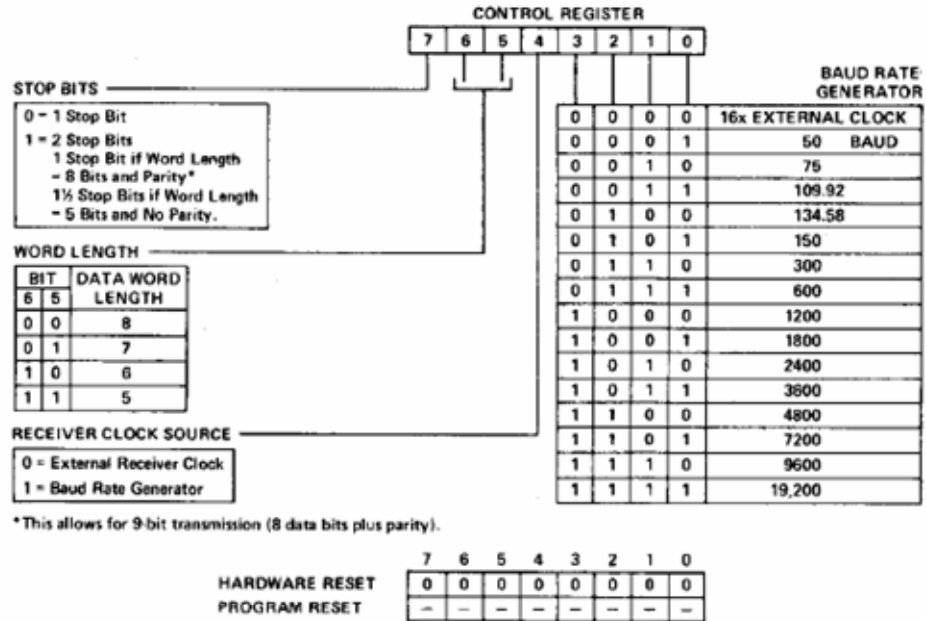 CONTROL REGISTER
7 6 5 4 3 2 1 0
STOP BITS
0 = 1 Stop Bit
1 = 2 Stop Bits
1 Stop Bit if Word Length
= 8 Bits and Parity*
1½ Stop Bits if Word Length
= 5 Bits and No Parity.
WORD LENGTH
BIT DATA WORD
6 5 LENGTH
0 0 8
0 1 7
1 0 6
1 1 5
RECEIVER CLOCK SOURCE
0 = External Receiver Clock
1 = Baud Rate Generator
BAUD RATE
GENERATOR
0 0 0 0 16x EXTERNAL CLOCK
0 0 0 1 50 BAUD
0 0 1 0 75
0 0 1 1 109.92
0 1 0 0 134.58
0 1 0 1 150
0 1 1 0 300
0 1 1 1 600
1 0 0 0 1200
1 0 0 1 1800
1 0 1 0 2400
1 0 1 1 3600
1 1 0 0 4800
1 1 0 1 7200
1 1 1 0 9600
1 1 1 1 19,200
*This allows for 9-bit transmission (8 data bits plus parity).
7 6 5 4 3 2 1 0
HARDWARE RESET 0 0 0 0 0 0 0 0
PROGRAM RESET – – – – – – – –